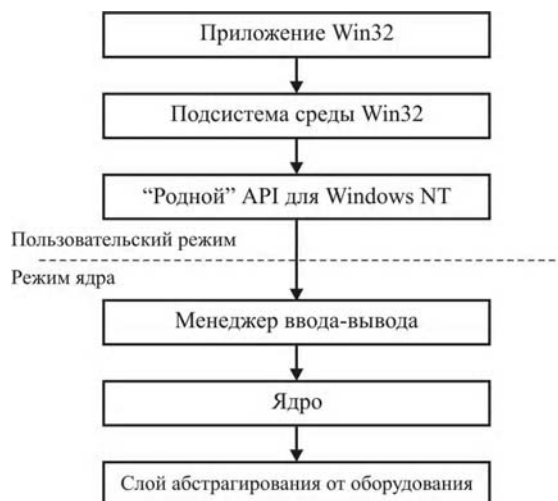 Приложение Win32
Подсистема среды Win32
“Родной” API для Windows NT
Пользовательский режим
Режим ядра
Менеджер ввода-вывода
Ядро
Слой абстрагирования от оборудования